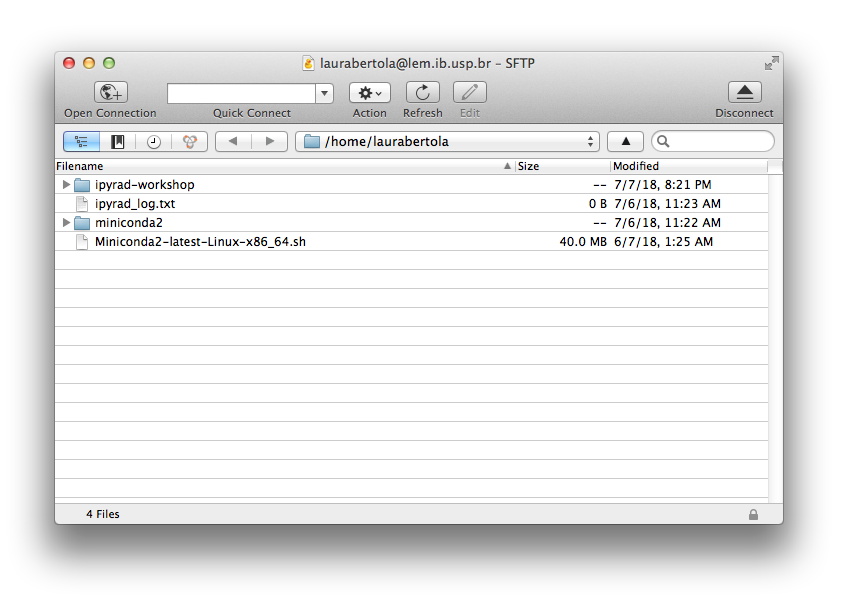 laurabertola@lem.ib.usp.br – SFTP
Open Connection Quick Connect Action Refresh Edit Disconnect
/home/laurabertola
Filename Size Modified
ipyrad-workshop -- 7/7/18, 8:21 PM
ipyrad_log.txt 0 B 7/6/18, 11:23 AM
miniconda2 -- 7/6/18, 11:22 AM
Miniconda2-latest-Linux-x86_64.sh 40.0 MB 6/7/18, 1:25 AM
4 Files